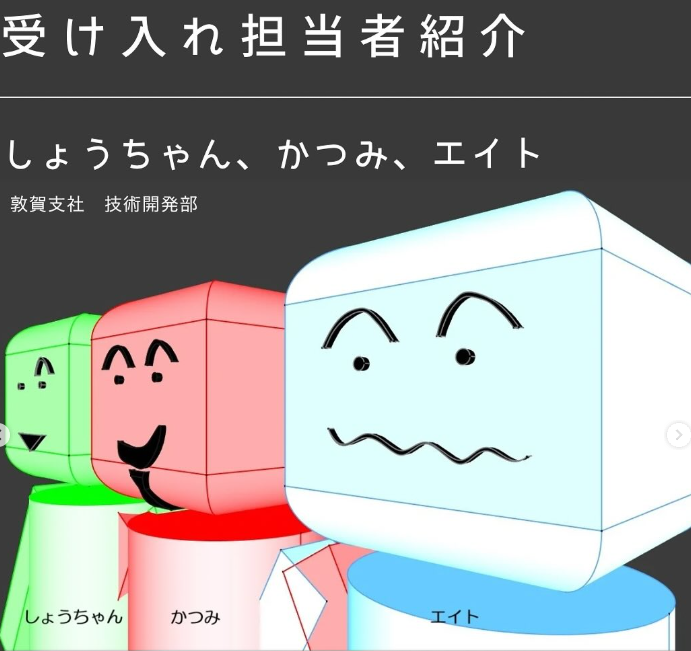 受け入れ担当者紹介
しょうちゃん、かつみ、エイト
敦賀支社　技術開発部
しょうちゃん
かつみ
エイト